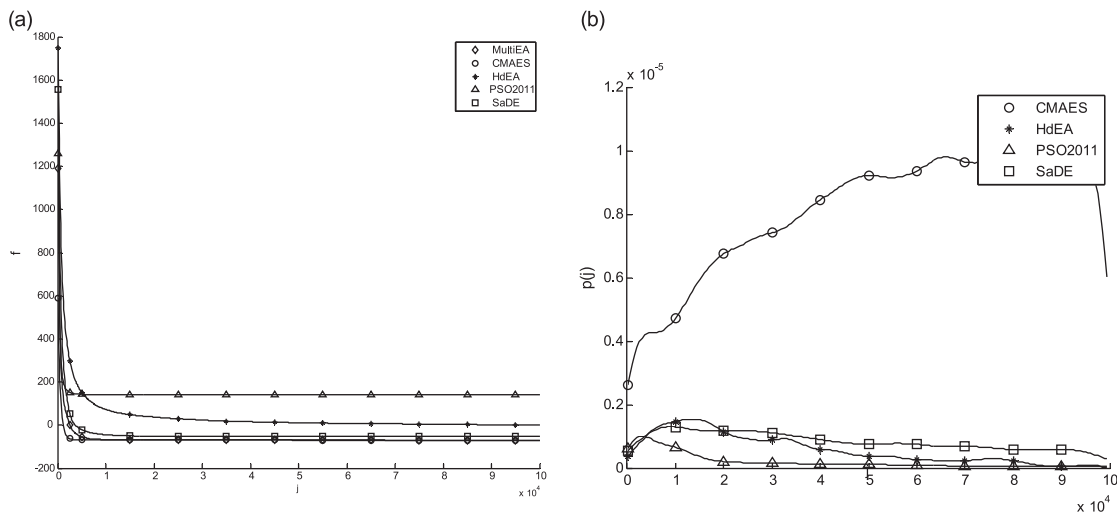 (a)
1800
1600
1400
1200
1000
800
600
400
200
0
-200
f
0 1 2 3 4 5 6 7 8 9 10
j
x 10^4
MultiEA
CMAES
HdEA
PSO2011
SaDE
(b)
x 10^-5
1.2
1
0.8
0.6
0.4
0.2
0
p(j)
0 1 2 3 4 5 6 7 8 9 10
x 10^4
CMAES
HdEA
PSO2011
SaDE